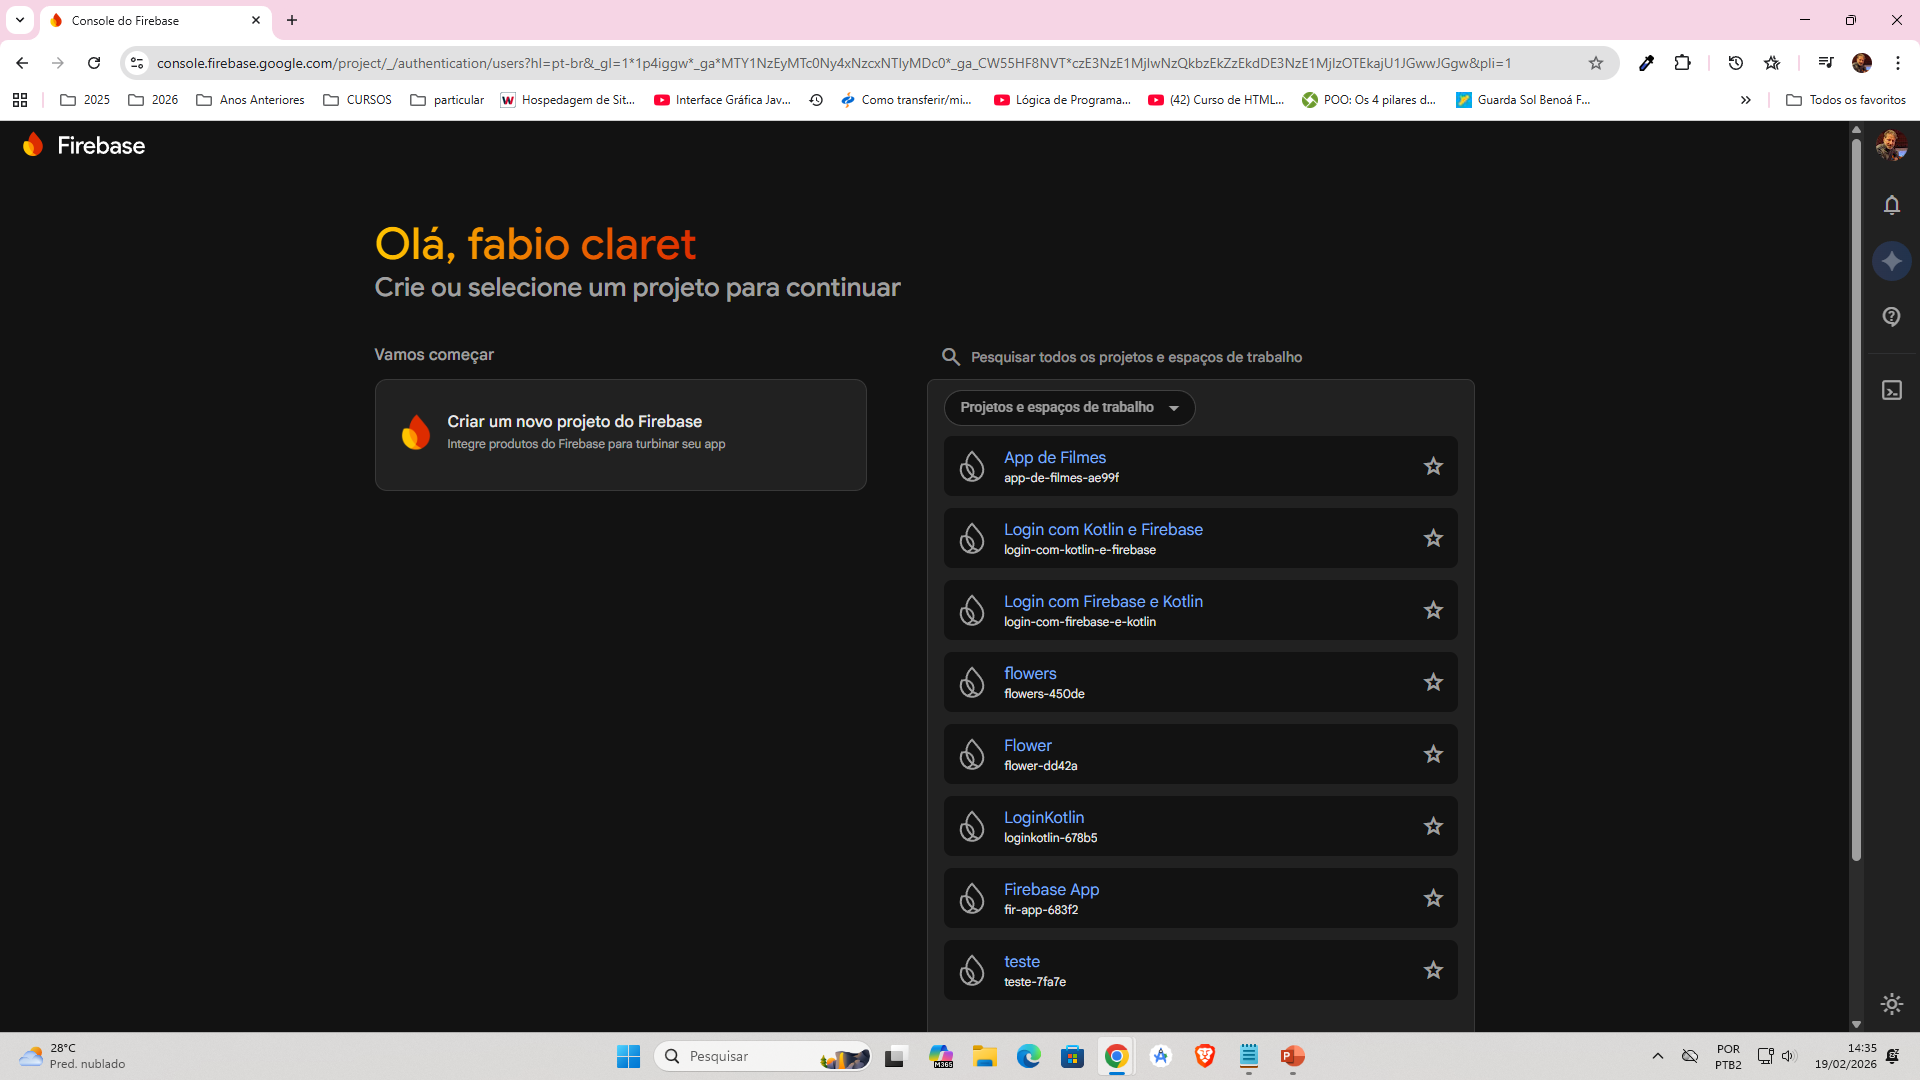 Console do Firebase
console.firebase.google.com/project/_/authentication/users?hl=pt-br&_gl=1*1p4iggw*_ga*MTY1NzEyMTc0Ny4xNzcxNTIyMDc0*_ga_CW55HF8NVT*czE3NzE1MjIwNzQkbzEkZzEkdDE3NzE1MjIzOTEkajU1JGwwJGgw&pli=1
2025
2026
Anos Anteriores
CURSOS
particular
Hospedagem de Sit...
Interface Gráfica Jav...
Como transferir/mi...
Lógica de Programa...
(42) Curso de HTML...
POO: Os 4 pilares d...
Guarda Sol Benoá F...
Todos os favoritos
Firebase
Olá, fabio claret
Crie ou selecione um projeto para continuar
Vamos começar
Criar um novo projeto do Firebase
Integre produtos do Firebase para turbinar seu app
Pesquisar todos os projetos e espaços de trabalho
Projetos e espaços de trabalho
App de Filmes
app-de-filmes-ae99f
Login com Kotlin e Firebase
login-com-kotlin-e-firebase
Login com Firebase e Kotlin
login-com-firebase-e-kotlin
flowers
flowers-450de
Flower
flower-dd42a
LoginKotlin
loginkotlin-678b5
Firebase App
fir-app-683f2
teste
teste-7fa7e
28°C
Pred. nublado
Pesquisar
M365
POR
PTB2
14:35
19/02/2026